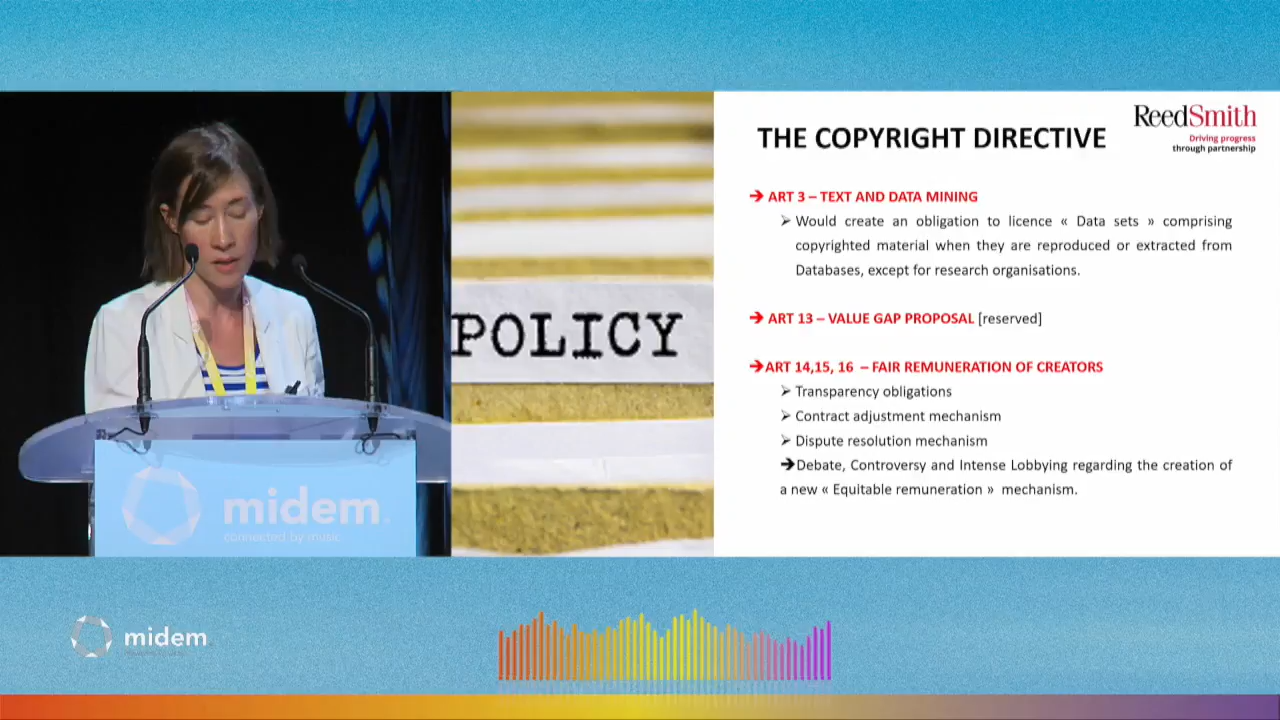 midem
connected by music
POLICY
ReedSmith
Driving progress
through partnership
THE COPYRIGHT DIRECTIVE
➔ ART 3 – TEXT AND DATA MINING
➢ Would create an obligation to licence « Data sets » comprising
copyrighted material when they are reproduced or extracted from
Databases, except for research organisations.
➔ ART 13 – VALUE GAP PROPOSAL [reserved]
➔ART 14,15, 16 – FAIR REMUNERATION OF CREATORS
➢ Transparency obligations
➢ Contract adjustment mechanism
➢ Dispute resolution mechanism
➔Debate, Controversy and Intense Lobbying regarding the creation of
a new « Equitable remuneration » mechanism.
midem